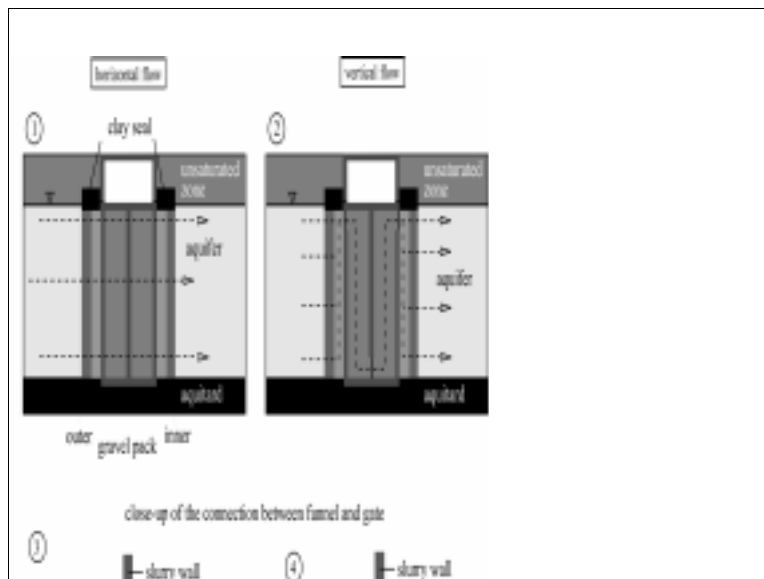 horizontal flow
vertical flow
1
clay seal
2
unsaturated
zone
unsaturated
zone
aquifer
aquifer
aquitard
aquitard
outer gravel pack inner
close-up of the connection between funnel and gate
3
slurry wall
4
slurry wall